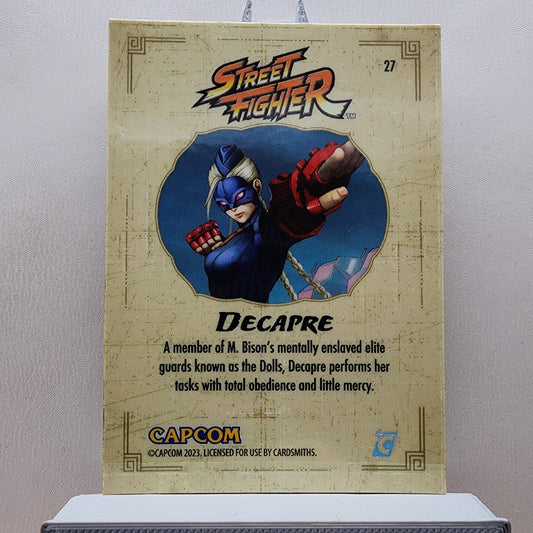 27
STREET
FIGHTER™
DECAPRE
A member of M. Bison's mentally enslaved elite
guards known as the Dolls, Decapre performs her
tasks with total obedience and little mercy.
CAPCOM
©CAPCOM 2023. LICENSED FOR USE BY CARDSMITHS.
C